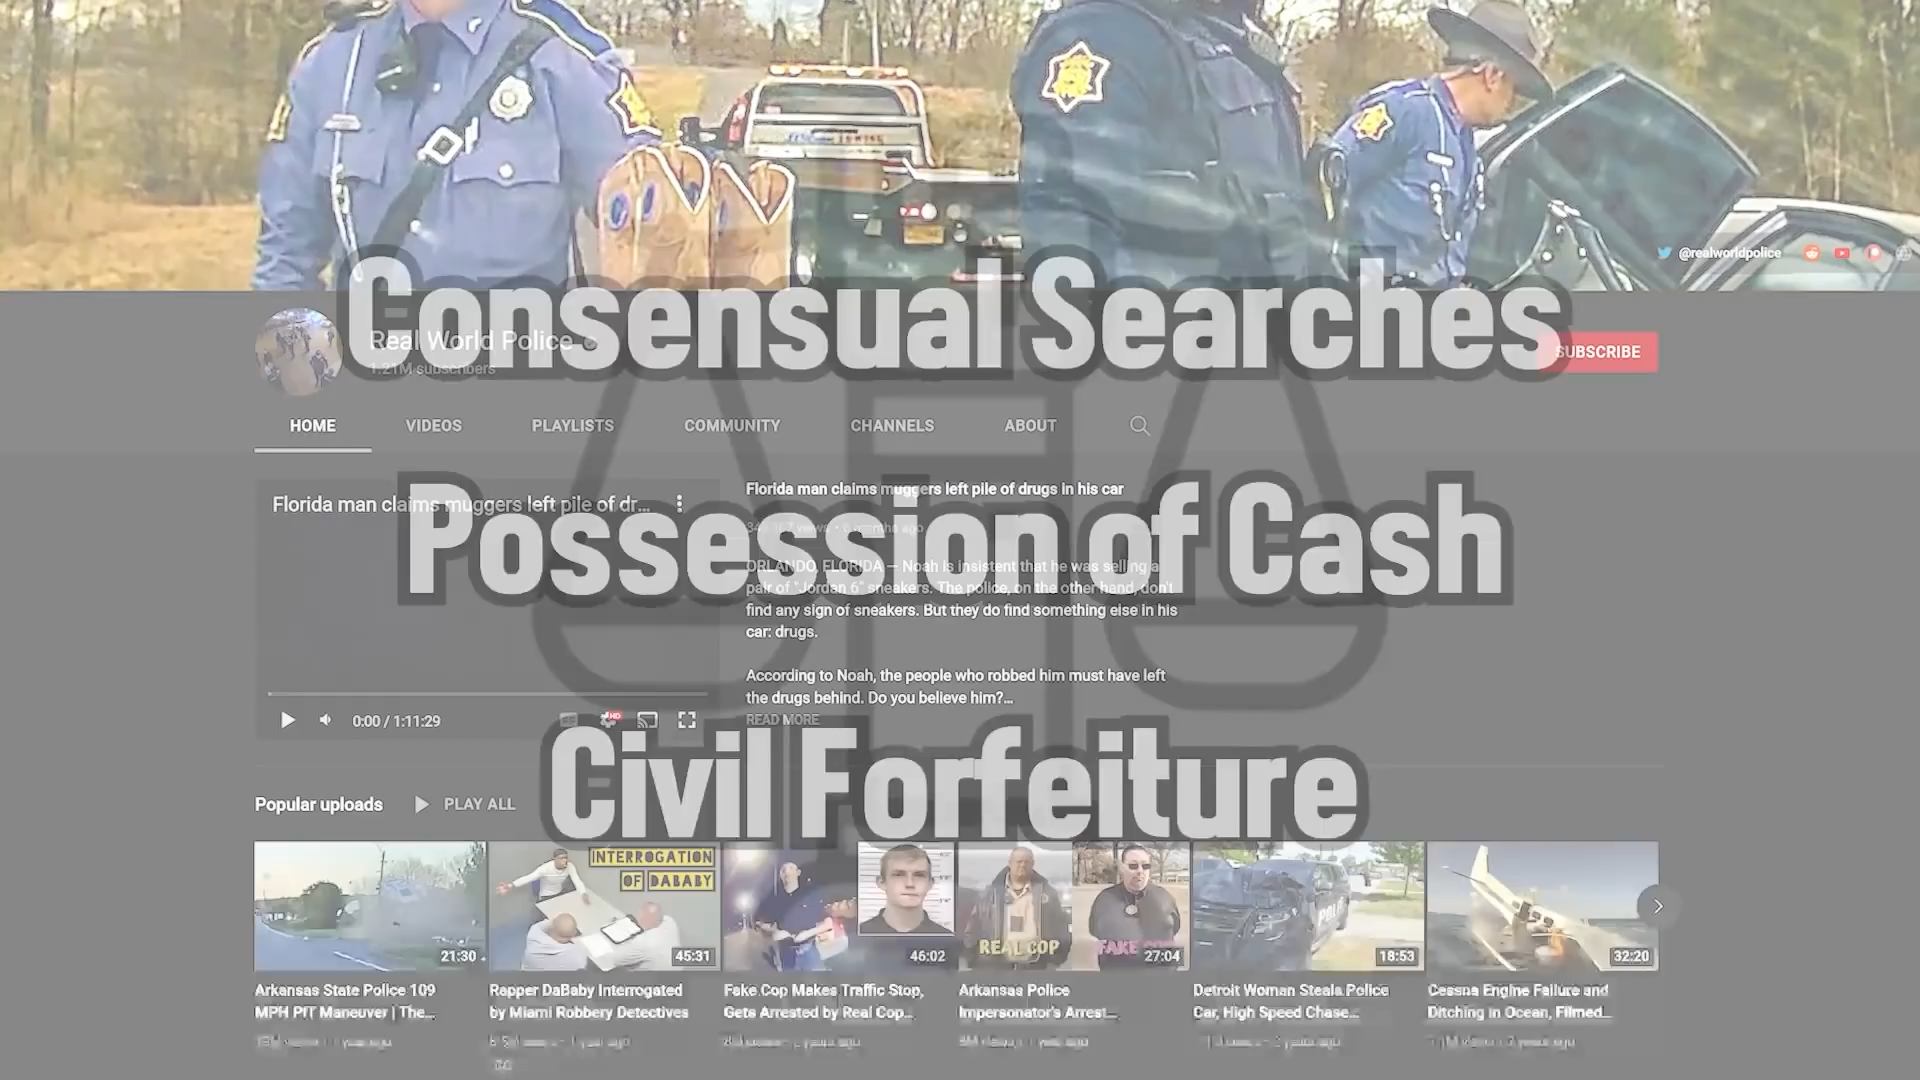 @realworldpolice
Consensual Searches
Real World Police
1.21M subscribers
SUBSCRIBE
HOME VIDEOS PLAYLISTS COMMUNITY CHANNELS ABOUT
Florida man claims muggers left pile of dr...
Florida man claims muggers left pile of drugs in his car
Possession of Cash
ORLANDO, FLORIDA — Noah is insistent that he was selling a
pair of "Jordan 6" sneakers. The police, on the other hand, don't
find any sign of sneakers. But they do find something else in his
car: drugs.
According to Noah, the people who robbed him must have left
the drugs behind. Do you believe him?...
READ MORE
0:00 / 1:11:29
HD
Civil Forfeiture
Popular uploads PLAY ALL
INTERROGATION
OF DABABY
REAL COP
FAKE COP
21:30
45:31
46:02
27:04
18:53
32:20
Arkansas State Police 109
MPH PIT Maneuver | The...
Rapper DaBaby Interrogated
by Miami Robbery Detectives
Fake Cop Makes Traffic Stop,
Gets Arrested by Real Cop...
Arkansas Police
Impersonator's Arrest...
Detroit Woman Steals Police
Car, High Speed Chase...
Cessna Engine Failure and
Ditching in Ocean, Filmed...